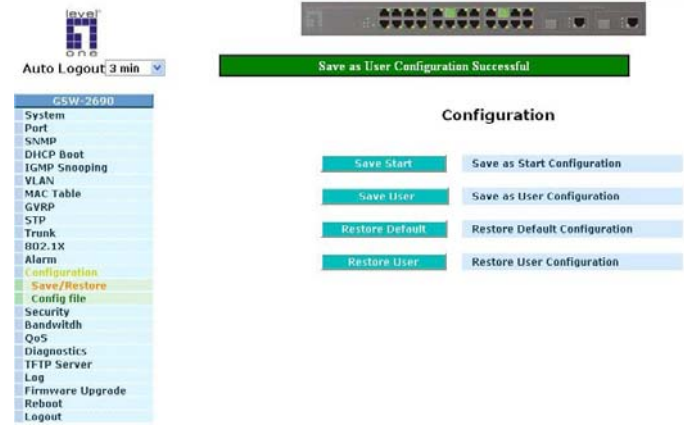 level
one
Auto Logout 3 min
Save as User Configuration Successful
GSW-2690
System
Port
SNMP
DHCP Boot
IGMP Snooping
VLAN
MAC Table
GVRP
STP
Trunk
802.1X
Alarm
Configuration
Save/Restore
Config file
Security
Bandwitdh
QoS
Diagnostics
TFTP Server
Log
Firmware Upgrade
Reboot
Logout
Configuration
Save Start Save as Start Configuration
Save User Save as User Configuration
Restore Default Restore Default Configuration
Restore User Restore User Configuration